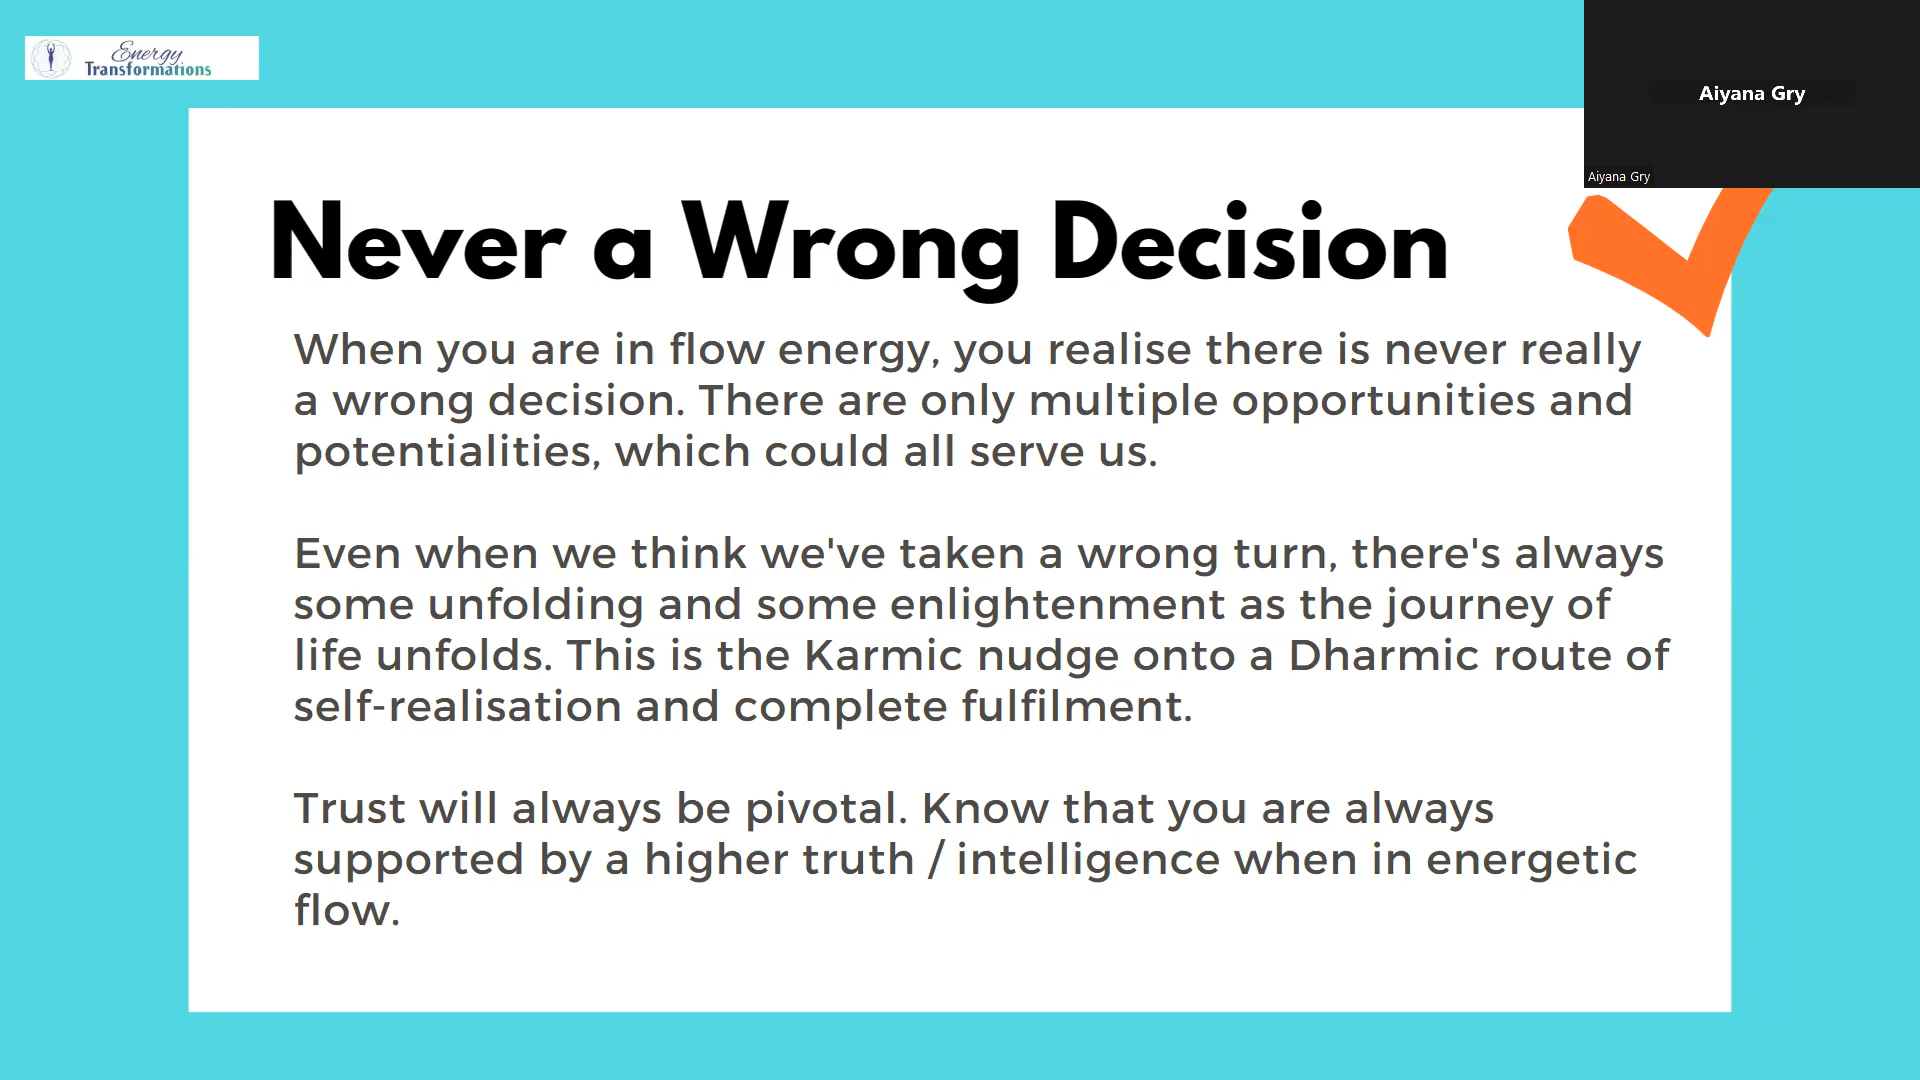 Energy
Transformations
Aiyana Gry
Aiyana Gry
Never a Wrong Decision
When you are in flow energy, you realise there is never really
a wrong decision. There are only multiple opportunities and
potentialities, which could all serve us.
Even when we think we've taken a wrong turn, there's always
some unfolding and some enlightenment as the journey of
life unfolds. This is the Karmic nudge onto a Dharmic route of
self-realisation and complete fulfilment.
Trust will always be pivotal. Know that you are always
supported by a higher truth / intelligence when in energetic
flow.